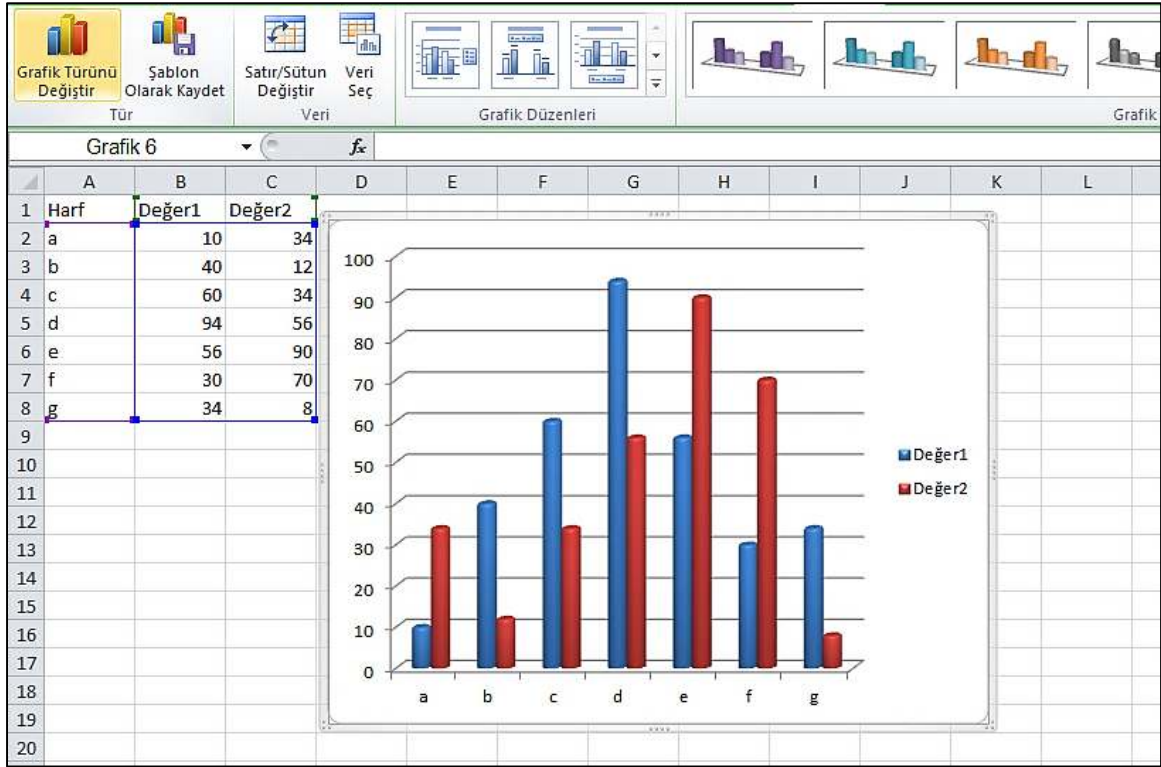 Grafik Türünü Değiştir
Şablon Olarak Kaydet
Satır/Sütun Değiştir
Veri Seç
Tür
Veri
Grafik Düzenleri
Grafik
Grafik 6
fx
A B C D E F G H I J K L
1 Harf Değer1 Değer2
2 a 10 34
3 b 40 12
4 c 60 34
5 d 94 56
6 e 56 90
7 f 30 70
8 g 34 8
9
10
11
12
13
14
15
16
17
18
19
20
100
90
80
70
60
50
40
30
20
10
0
a b c d e f g
Değer1
Değer2